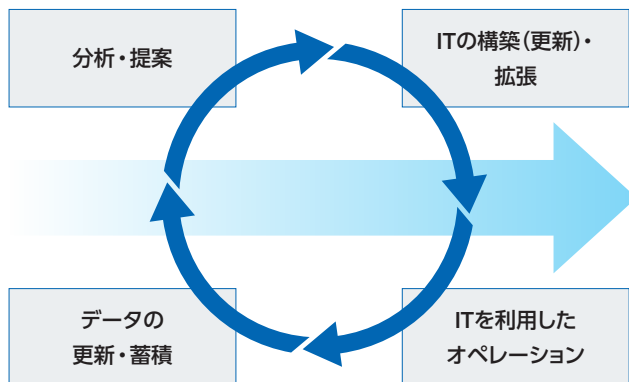 分析・提案
ITの構築（更新）・
拡張
データの
更新・蓄積
ITを利用した
オペレーション